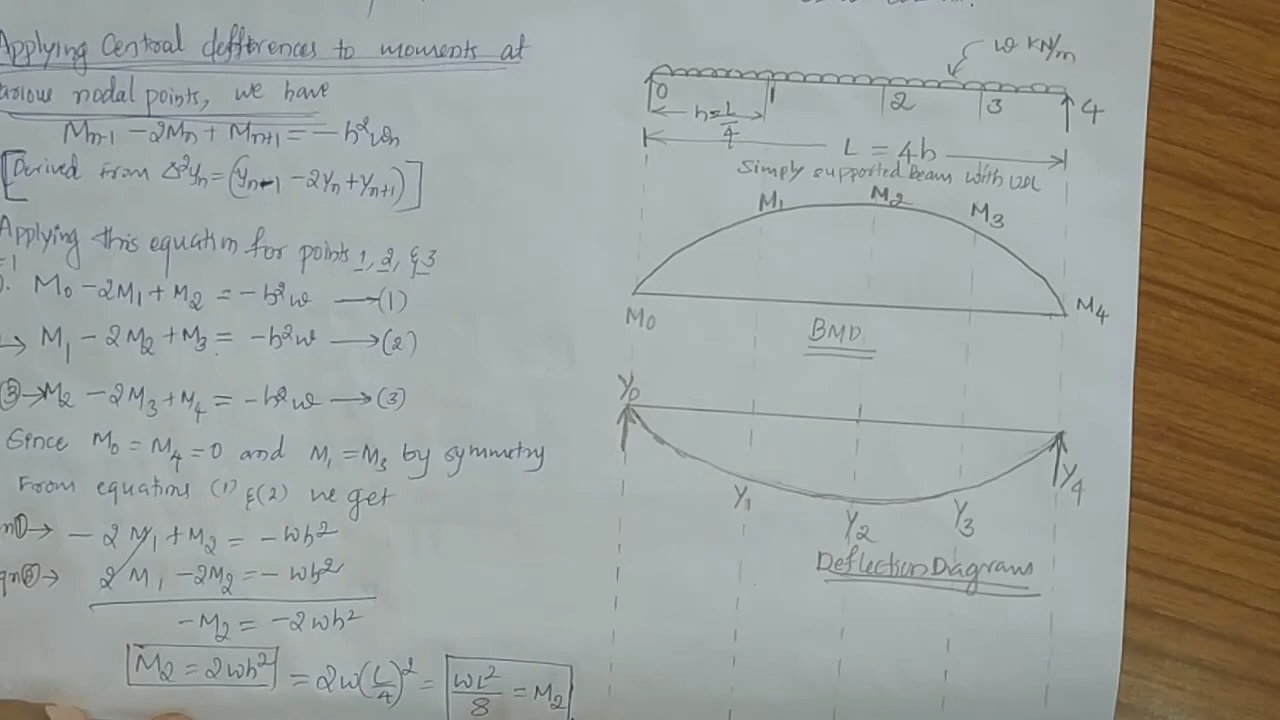 Applying Central defferences to moments at
various nodal points, we have
Mn-1 - 2Mn + Mn+1 = - h²wn
[Derived from Δ²yn = (yn-1 - 2Yn + Yn+1)]
Applying this equation for points 1, 2, & 3
M0 - 2M1 + M2 = - h²w → (1)
→ M1 - 2M2 + M3 = - h²w → (2)
③→ M2 - 2M3 + M4 = - h²w → (3)
Since M0 = M4 = 0 and M1 = M3 by symmetry
From equations (1) & (2) we get
→ - 2M1 + M2 = - wh²
→ 2M1 - 2M2 = - wh²
- M2 = - 2wh²
M2 = 2wh² = 2w(L/4)² = wL²/8 = M2
w KN/m
0 1 2 3 4
h = L/4
L = 4h
Simply supported Beam with UDL
M1 M2 M3
M0 M4
BMD
Y0
Y1 Y2 Y3 Y4
Deflection Diagram